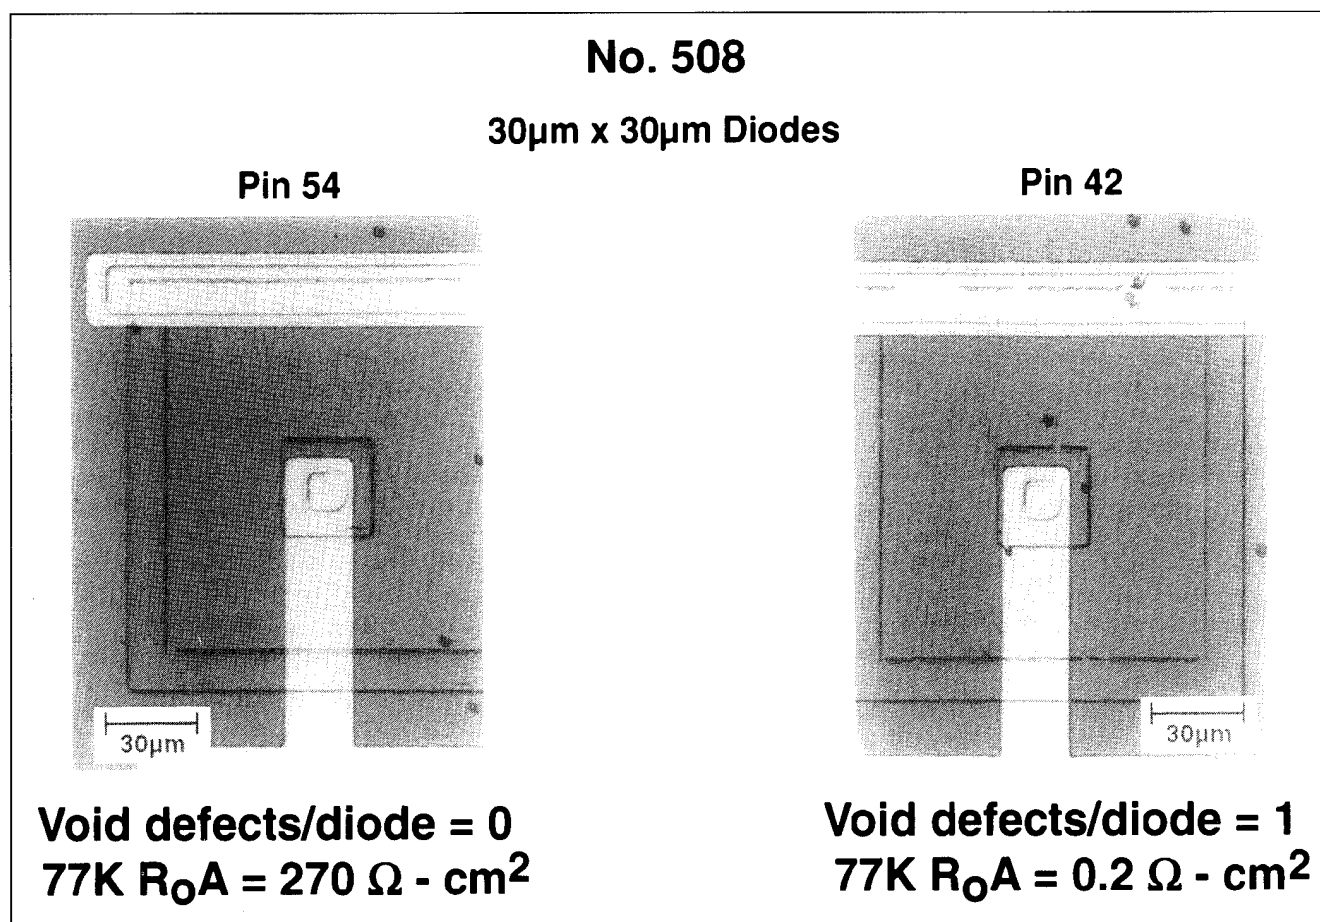 No. 508
30µm x 30µm Diodes
Pin 54
Pin 42
30µm
30µm
Void defects/diode = 0
77K RoA = 270 Ω - cm²
Void defects/diode = 1
77K RoA = 0.2 Ω - cm²